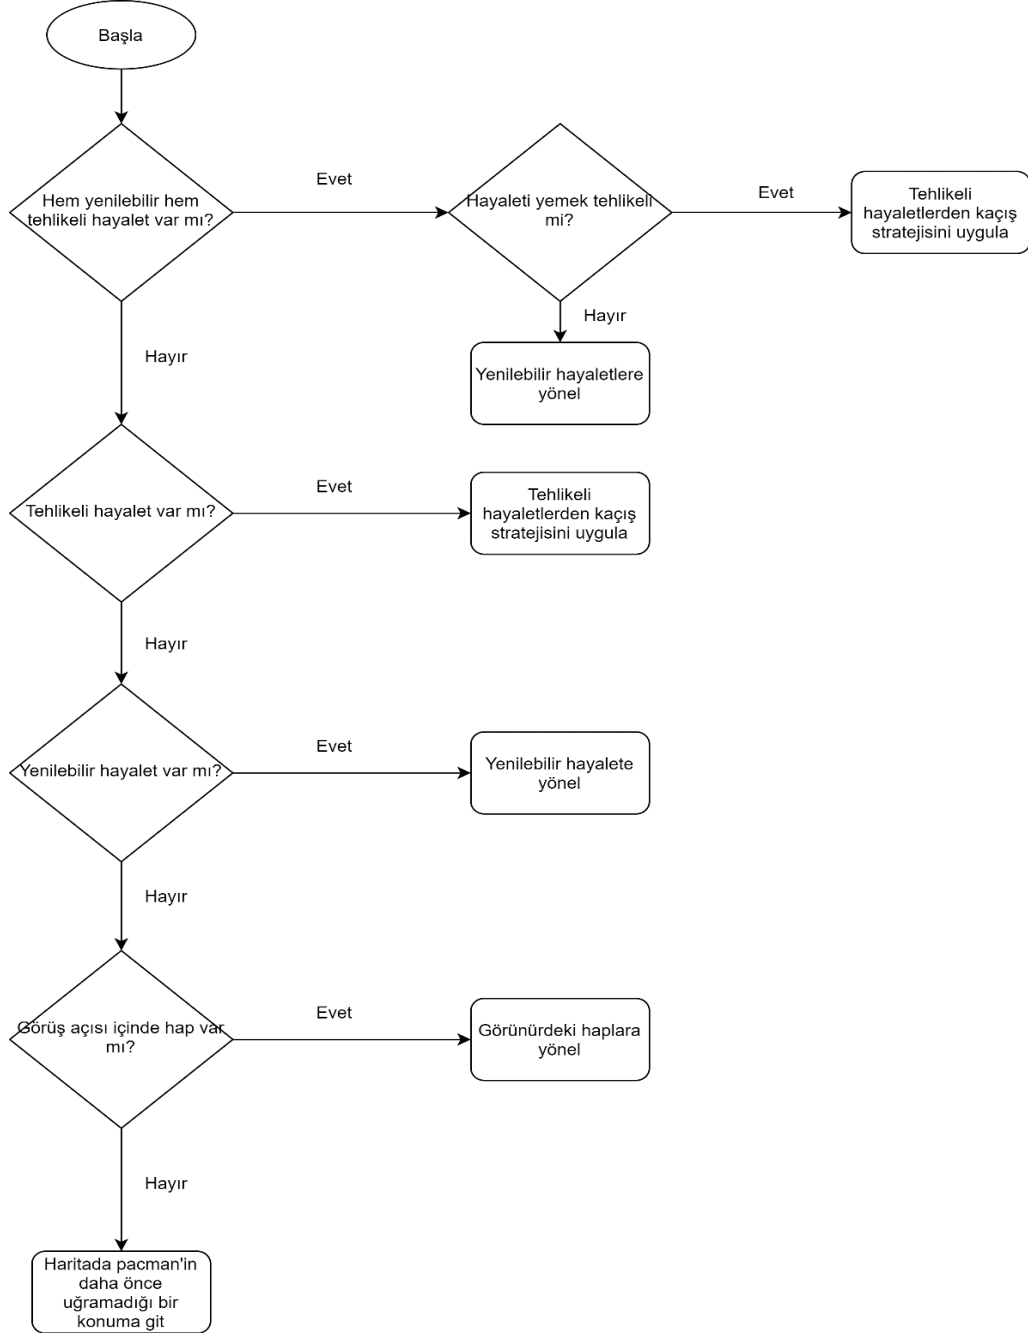 Başla
Hem yenilebilir hem
tehlikeli hayalet var mı?
Evet
Hayaleti yemek tehlikeli
mi?
Evet
Tehlikeli
hayaletlerden kaçış
stratejisini uygula
Hayır
Yenilebilir hayaletlere
yönel
Hayır
Tehlikeli hayalet var mı?
Evet
Tehlikeli
hayaletlerden kaçış
stratejisini uygula
Hayır
Yenilebilir hayalet var mı?
Evet
Yenilebilir hayalete
yönel
Hayır
Görüş açısı içinde hap var
mı?
Evet
Görünürdeki haplara
yönel
Hayır
Haritada pacman'in
daha önce
uğramadığı bir
konuma git